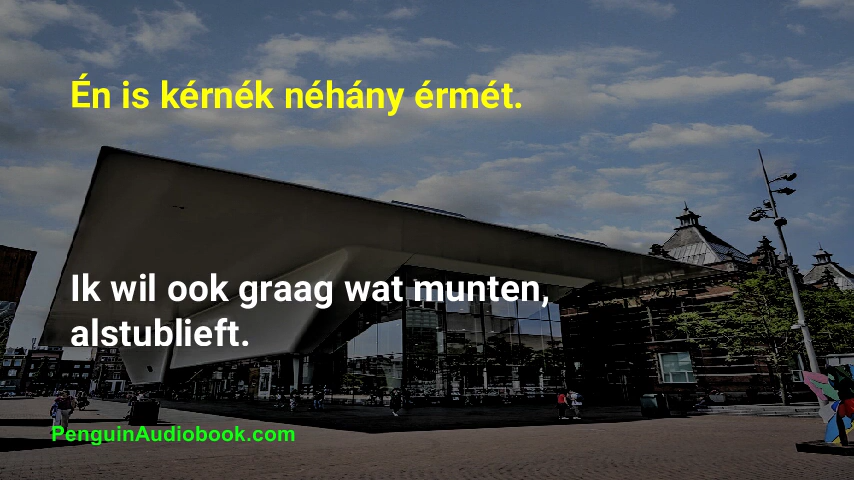 Én is kérnék néhány érmét.
Ik wil ook graag wat munten,
alstublieft.
PenguinAudiobook.com